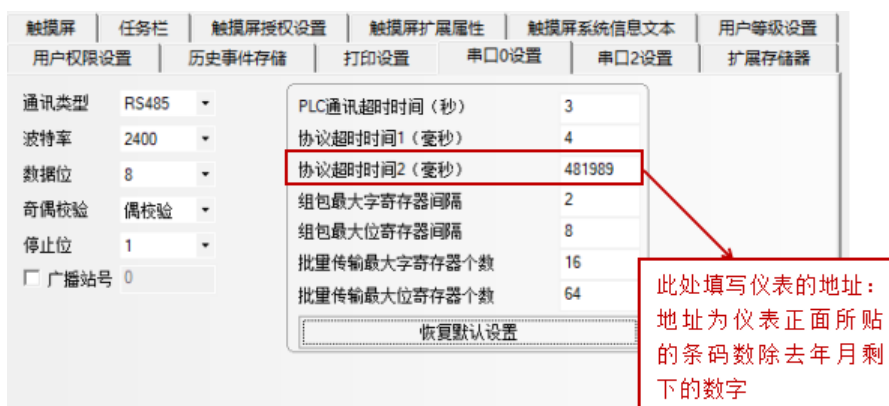 触摸屏 任务栏 触摸屏授权设置 触摸屏扩展属性 触摸屏系统信息文本 用户等级设置
用户权限设置 历史事件存储 打印设置 串口0设置 串口2设置 扩展存储器
通讯类型 RS485
波特率 2400
数据位 8
奇偶校验 偶校验
停止位 1
广播站号 0
PLC通讯超时时间（秒） 3
协议超时时间1（毫秒） 4
协议超时时间2（毫秒） 481989
组包最大字寄存器间隔 2
组包最大位寄存器间隔 8
批量传输最大字寄存器个数 16
批量传输最大位寄存器个数 64
恢复默认设置
此处填写仪表的地址：
地址为仪表正面所贴
的条码数除去年月剩
下的数字